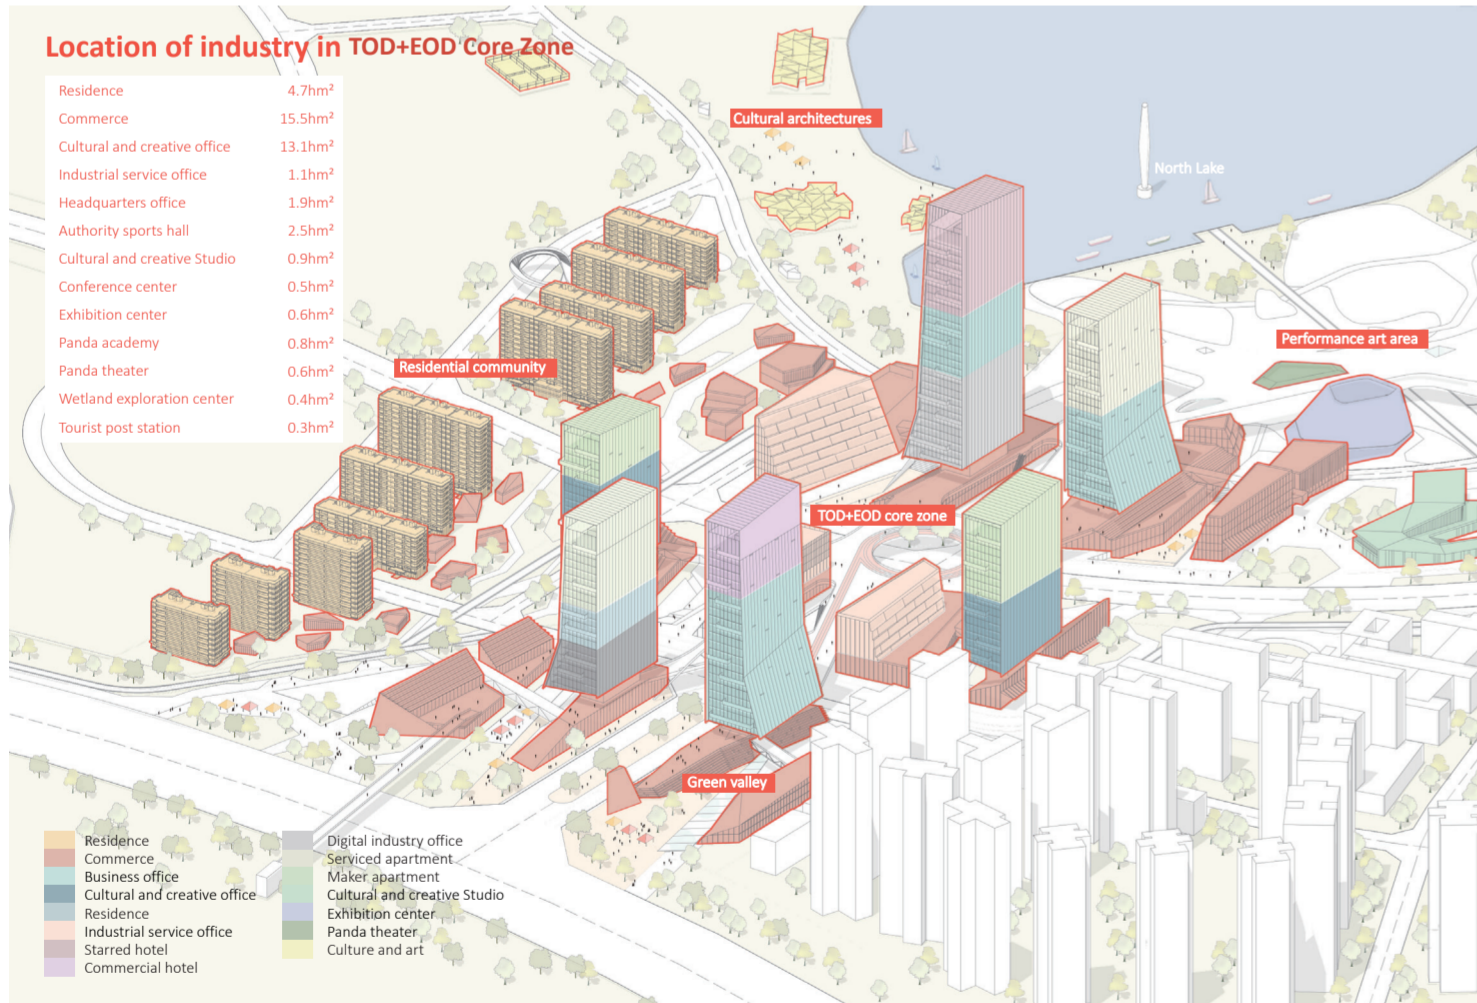 Location of industry in TOD+EOD Core Zone
Residence 4.7hm²
Commerce 15.5hm²
Cultural and creative office 13.1hm²
Industrial service office 1.1hm²
Headquarters office 1.9hm²
Authority sports hall 2.5hm²
Cultural and creative Studio 0.9hm²
Conference center 0.5hm²
Exhibition center 0.6hm²
Panda academy 0.8hm²
Panda theater 0.6hm²
Wetland exploration center 0.4hm²
Tourist post station 0.3hm²
Cultural architectures
North Lake
Performance art area
Residential community
TOD+EOD core zone
Green valley
Residence
Commerce
Business office
Cultural and creative office
Residence
Industrial service office
Starred hotel
Commercial hotel
Digital industry office
Serviced apartment
Maker apartment
Cultural and creative Studio
Exhibition center
Panda theater
Culture and art